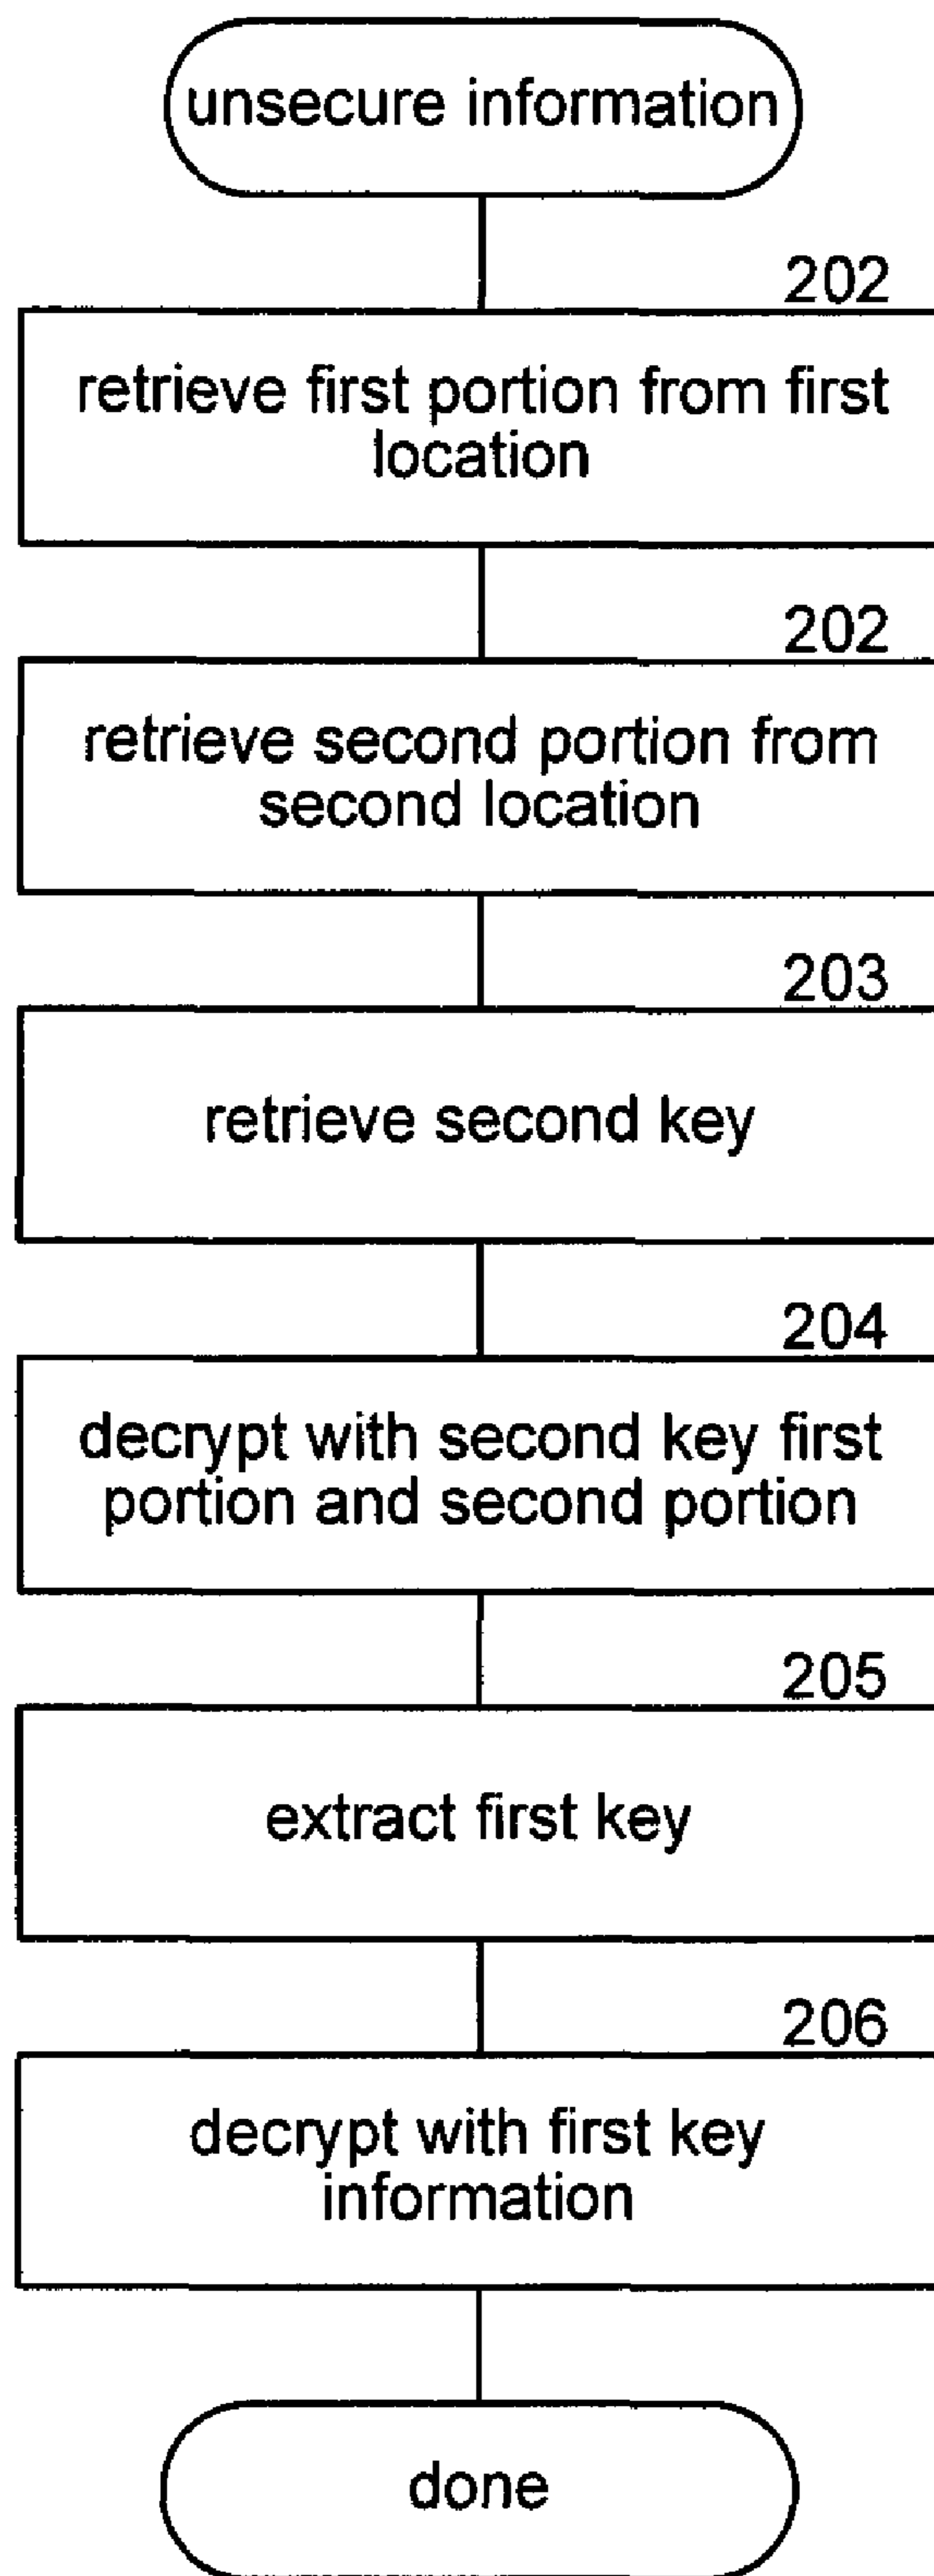 unsecure information
202
retrieve first portion from first
location
202
retrieve second portion from
second location
203
retrieve second key
204
decrypt with second key first
portion and second portion
205
extract first key
206
decrypt with first key
information
done